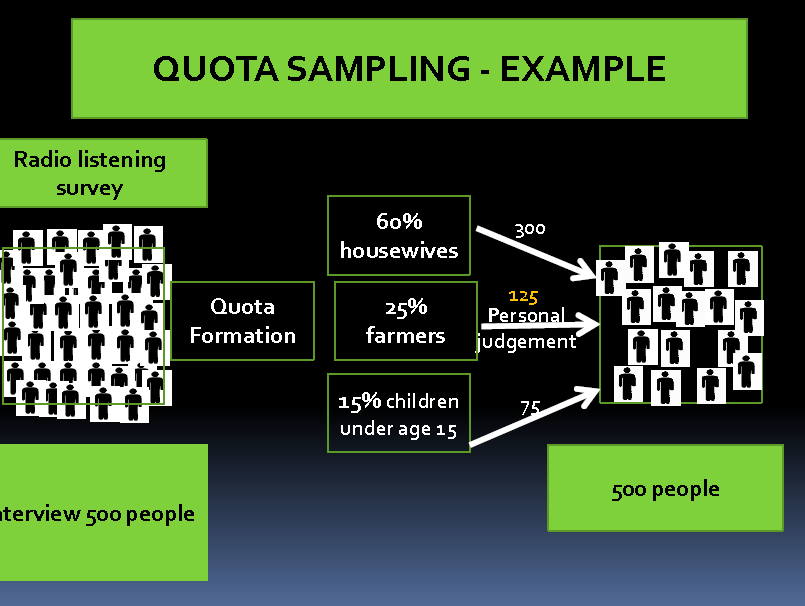 QUOTA SAMPLING - EXAMPLE
Radio listening
survey
60%
housewives
300
Quota
Formation
25%
farmers
125
Personal
judgement
15% children
under age 15
75
nterview 500 people
500 people